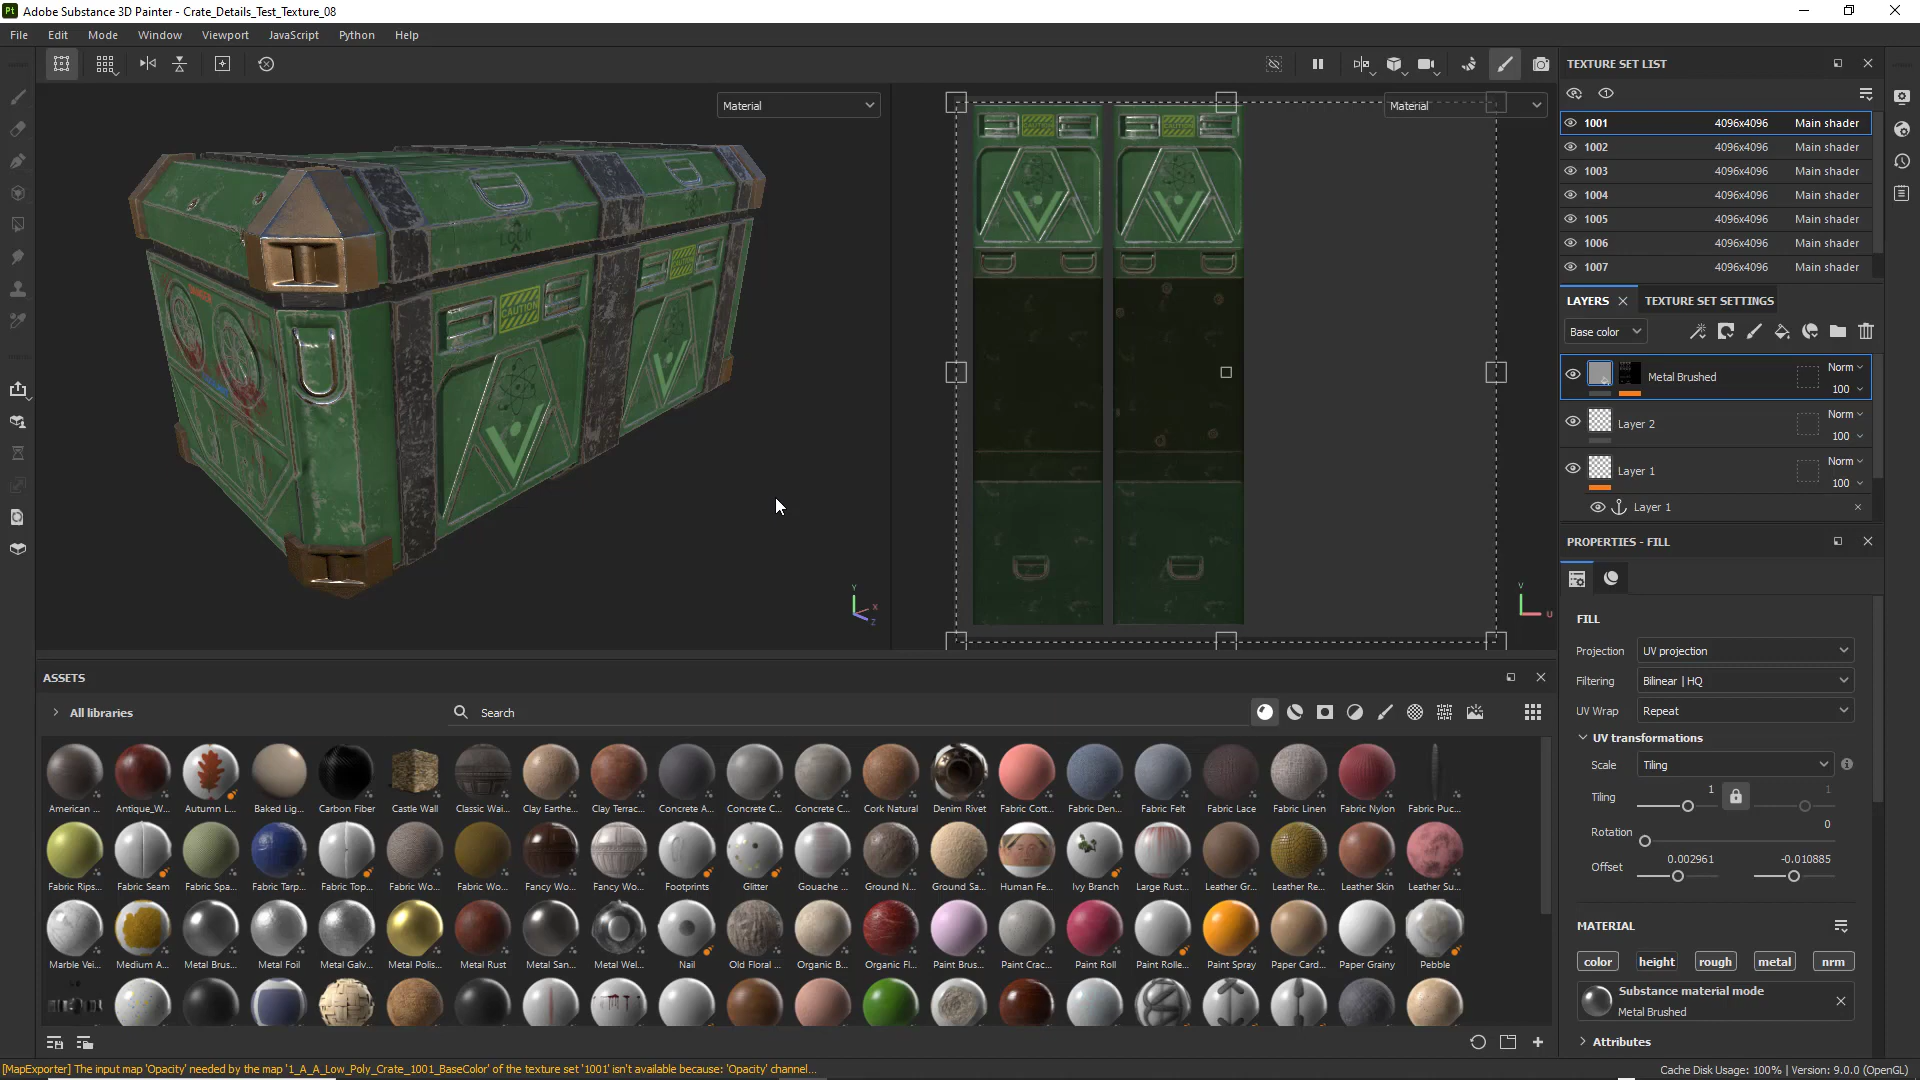 Pt Adobe Substance 3D Painter - Crate_Details_Test_Texture_08
File Edit Mode Window Viewport JavaScript Python Help
Material
Material
CAUTION
CAUTION
LOCK
CAUTION
CAUTION
Y
X
Z
V
U
TEXTURE SET LIST
1001 4096x4096 Main shader
1002 4096x4096 Main shader
1003 4096x4096 Main shader
1004 4096x4096 Main shader
1005 4096x4096 Main shader
1006 4096x4096 Main shader
1007 4096x4096 Main shader
LAYERS TEXTURE SET SETTINGS
Base color
Metal Brushed Norm 100
Layer 2 Norm 100
Layer 1 Norm 100
Layer 1
PROPERTIES - FILL
FILL
Projection UV projection
Filtering Bilinear | HQ
UV Wrap Repeat
UV transformations
Scale Tiling
Tiling 1 1
Rotation 0
Offset 0.002961 -0.010885
MATERIAL
color height rough metal nrm
Substance material mode
Metal Brushed
Attributes
ASSETS
All libraries Search
American ... Antique_W... Autumn L... Baked Lig... Carbon Fiber Castle Wall Classic Wai... Clay Earthe... Clay Terrac... Concrete A... Concrete C... Concrete C... Cork Natural Denim Rivet Fabric Cott... Fabric Den... Fabric Felt Fabric Lace Fabric Linen Fabric Nylon Fabric Puc...
Fabric Rips... Fabric Seam Fabric Spa... Fabric Tarp... Fabric Top... Fabric Wo... Fabric Wo... Fancy Wo... Fancy Wo... Footprints Glitter Gouache ... Ground N... Ground Sa... Human Fe... Ivy Branch Large Rust... Leather Gr... Leather Re... Leather Skin Leather Su...
Marble Vei... Medium A... Metal Brus... Metal Foil Metal Galv... Metal Polis... Metal Rust Metal San... Metal Wel... Nail Old Floral ... Organic B... Organic Fl... Paint Brus... Paint Crac... Paint Roll Paint Rolle... Paint Spray Paper Card... Paper Grainy Pebble
[MapExporter] The input map 'Opacity' needed by the map '1_A_A_Low_Poly_Crate_1001_BaseColor' of the texture set '1001' isn't available because: 'Opacity' channel...
Cache Disk Usage: 100% | Version: 9.0.0 (OpenGL)